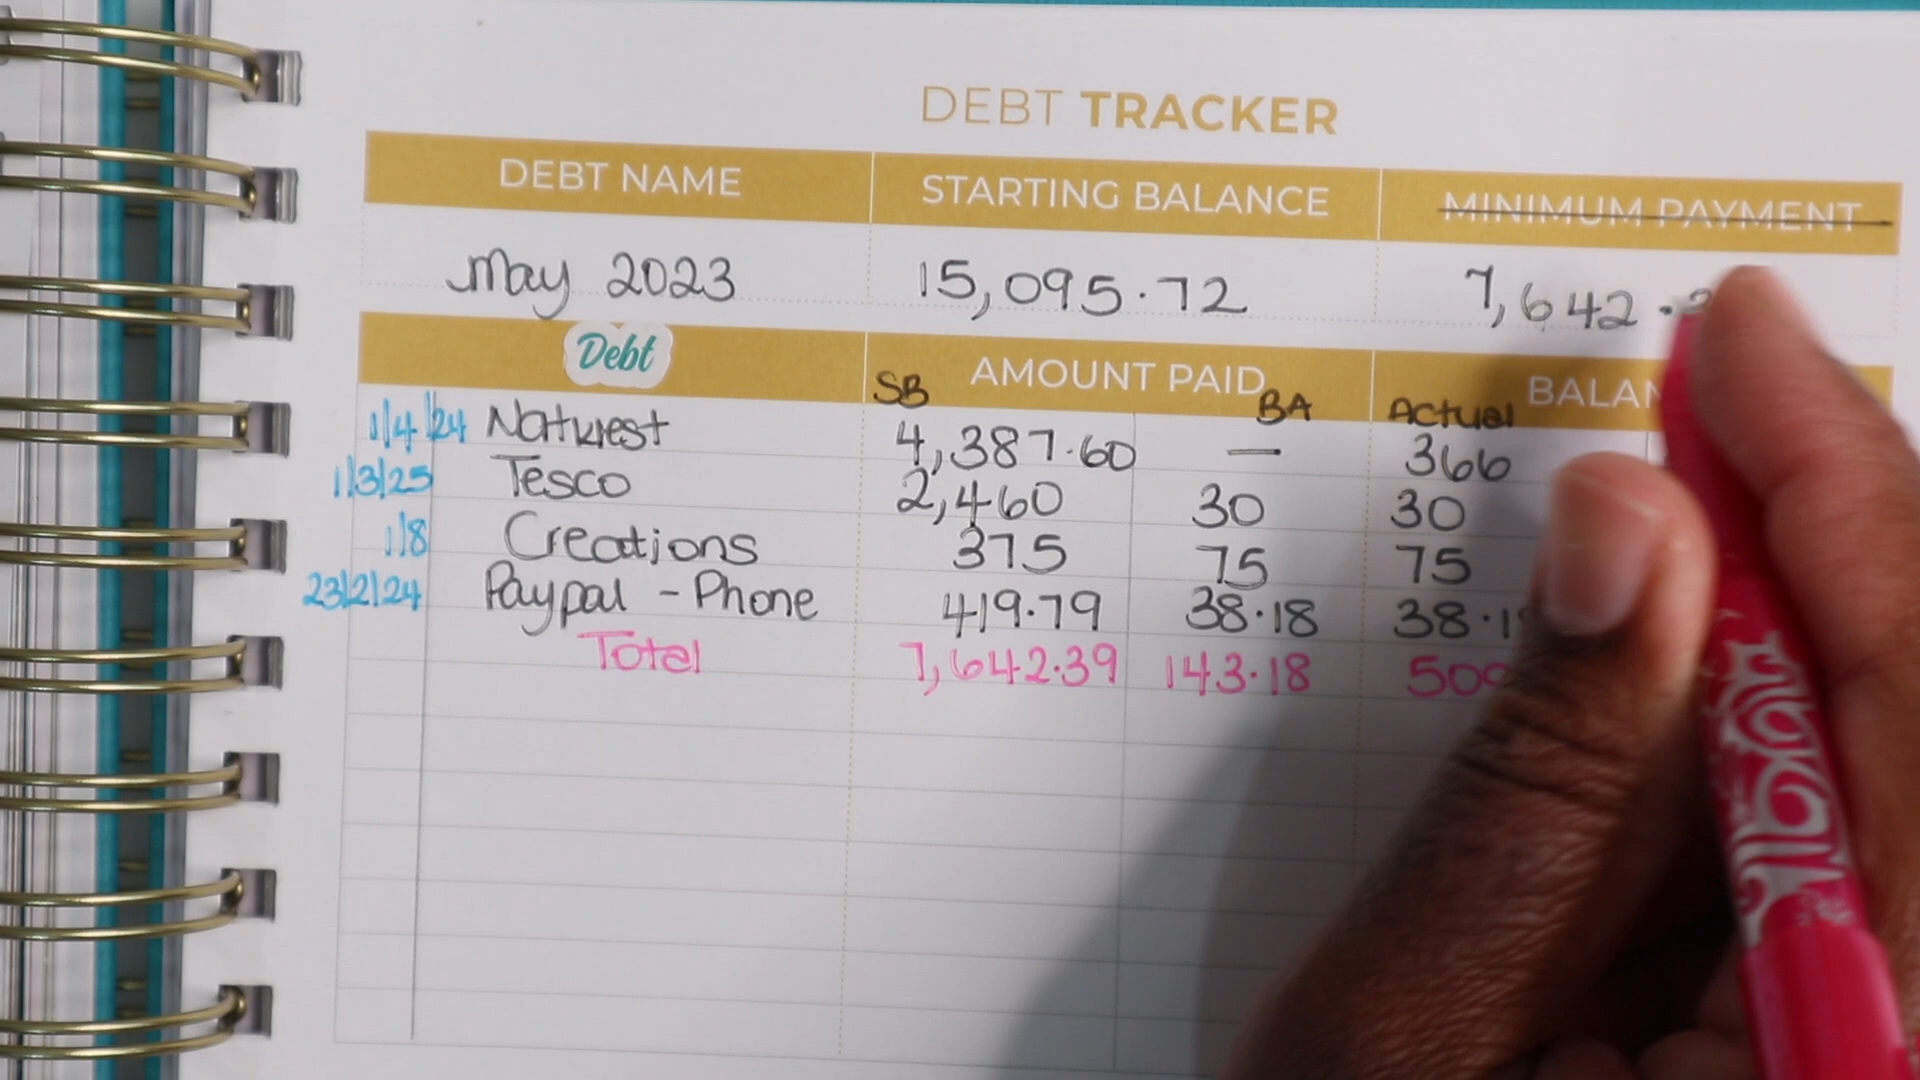 DEBT TRACKER
DEBT NAME STARTING BALANCE MINIMUM PAYMENT
May 2023 15,095.72 7,642.3
Debt AMOUNT PAID BALAN
SB BA Actual
1/4/24 Natwest 4,387.60 — 366
1/3/25 Tesco 2,460 30 30
1/8 Creations 375 75 75
23/2/24 Paypal - Phone 419.79 38.18 38.1
Total 7,642.39 143.18 509